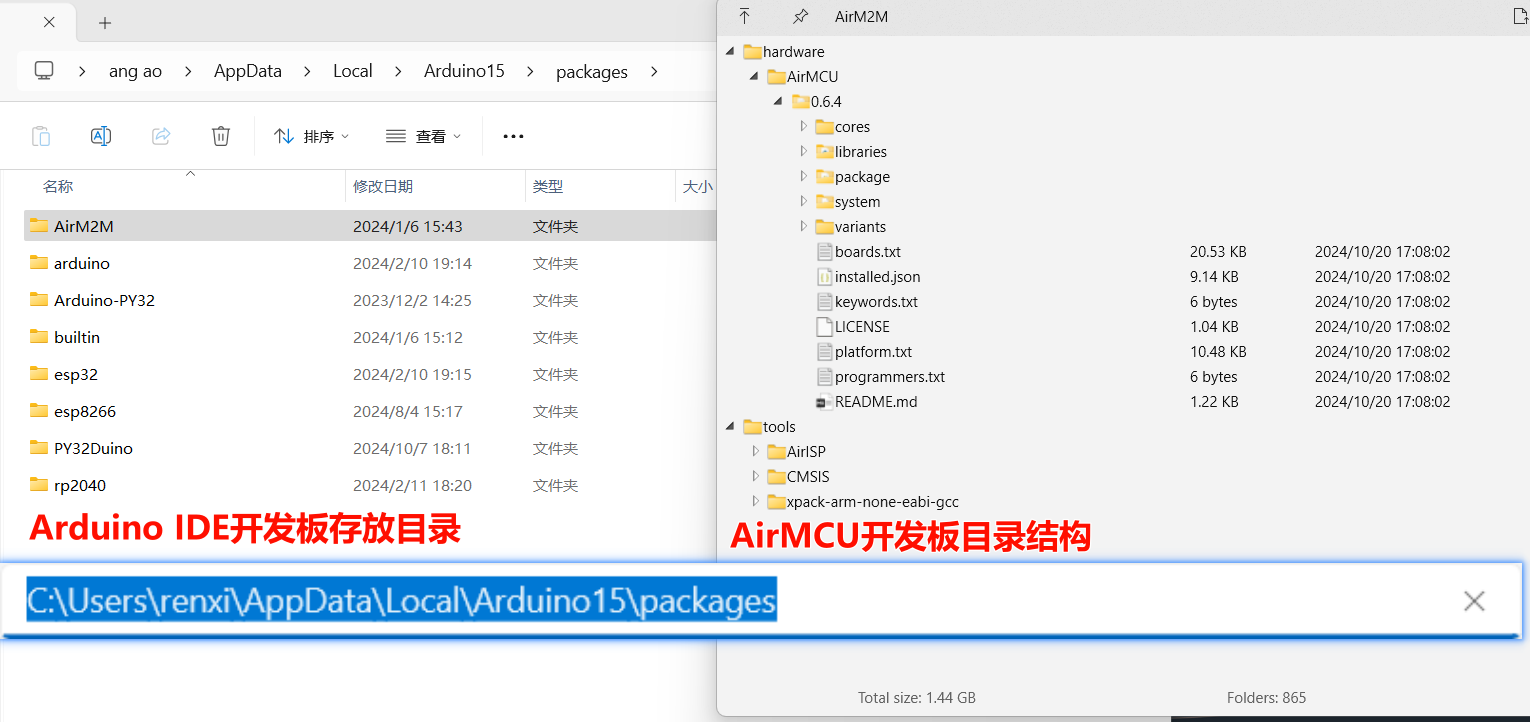 AirM2M
ang ao
AppData
Local
Arduino15
packages
排序
查看
名称
修改日期
类型
大小
AirM2M 2024/1/6 15:43 文件夹
arduino 2024/2/10 19:14 文件夹
Arduino-PY32 2023/12/2 14:25 文件夹
builtin 2024/1/6 15:12 文件夹
esp32 2024/2/10 19:15 文件夹
esp8266 2024/8/4 15:17 文件夹
PY32Duino 2024/10/7 18:11 文件夹
rp2040 2024/2/11 18:20 文件夹
Arduino IDE开发板存放目录
hardware
AirMCU
0.6.4
cores
libraries
package
system
variants
boards.txt 20.53 KB 2024/10/20 17:08:02
installed.json 9.14 KB 2024/10/20 17:08:02
keywords.txt 6 bytes 2024/10/20 17:08:02
LICENSE 1.04 KB 2024/10/20 17:08:02
platform.txt 10.48 KB 2024/10/20 17:08:02
programmers.txt 6 bytes 2024/10/20 17:08:02
README.md 1.22 KB 2024/10/20 17:08:02
tools
AirISP
CMSIS
xpack-arm-none-eabi-gcc
AirMCU开发板目录结构
C:\Users\renxi\AppData\Local\Arduino15\packages
Total size: 1.44 GB
Folders: 865